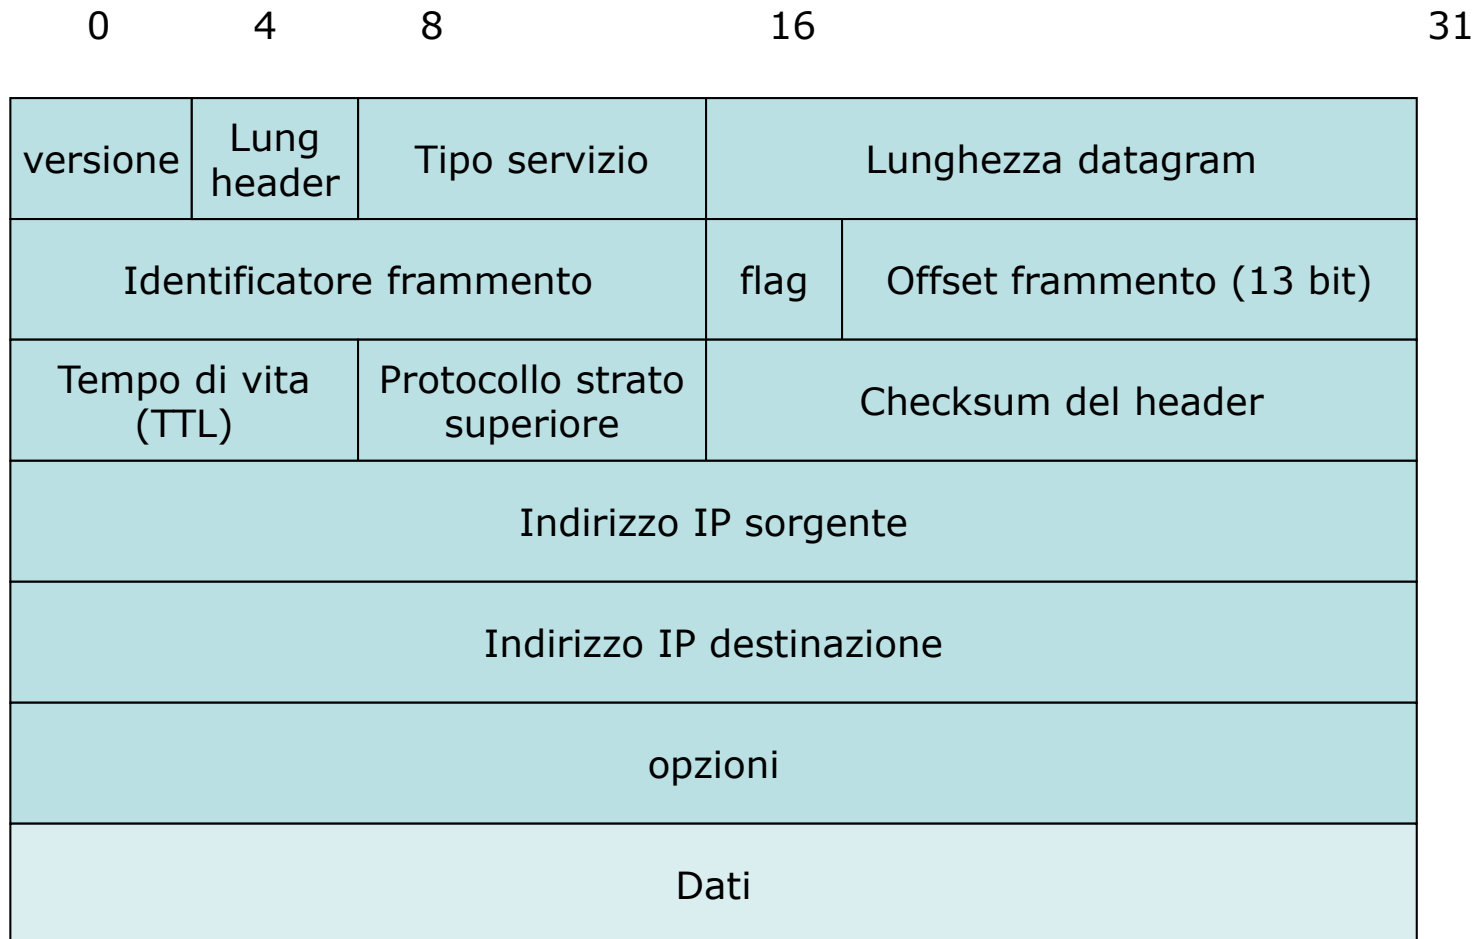 0 4 8 16 31
versione Lung header Tipo servizio Lunghezza datagram
Identificatore frammento flag Offset frammento (13 bit)
Tempo di vita (TTL) Protocollo strato superiore Checksum del header
Indirizzo IP sorgente
Indirizzo IP destinazione
opzioni
Dati